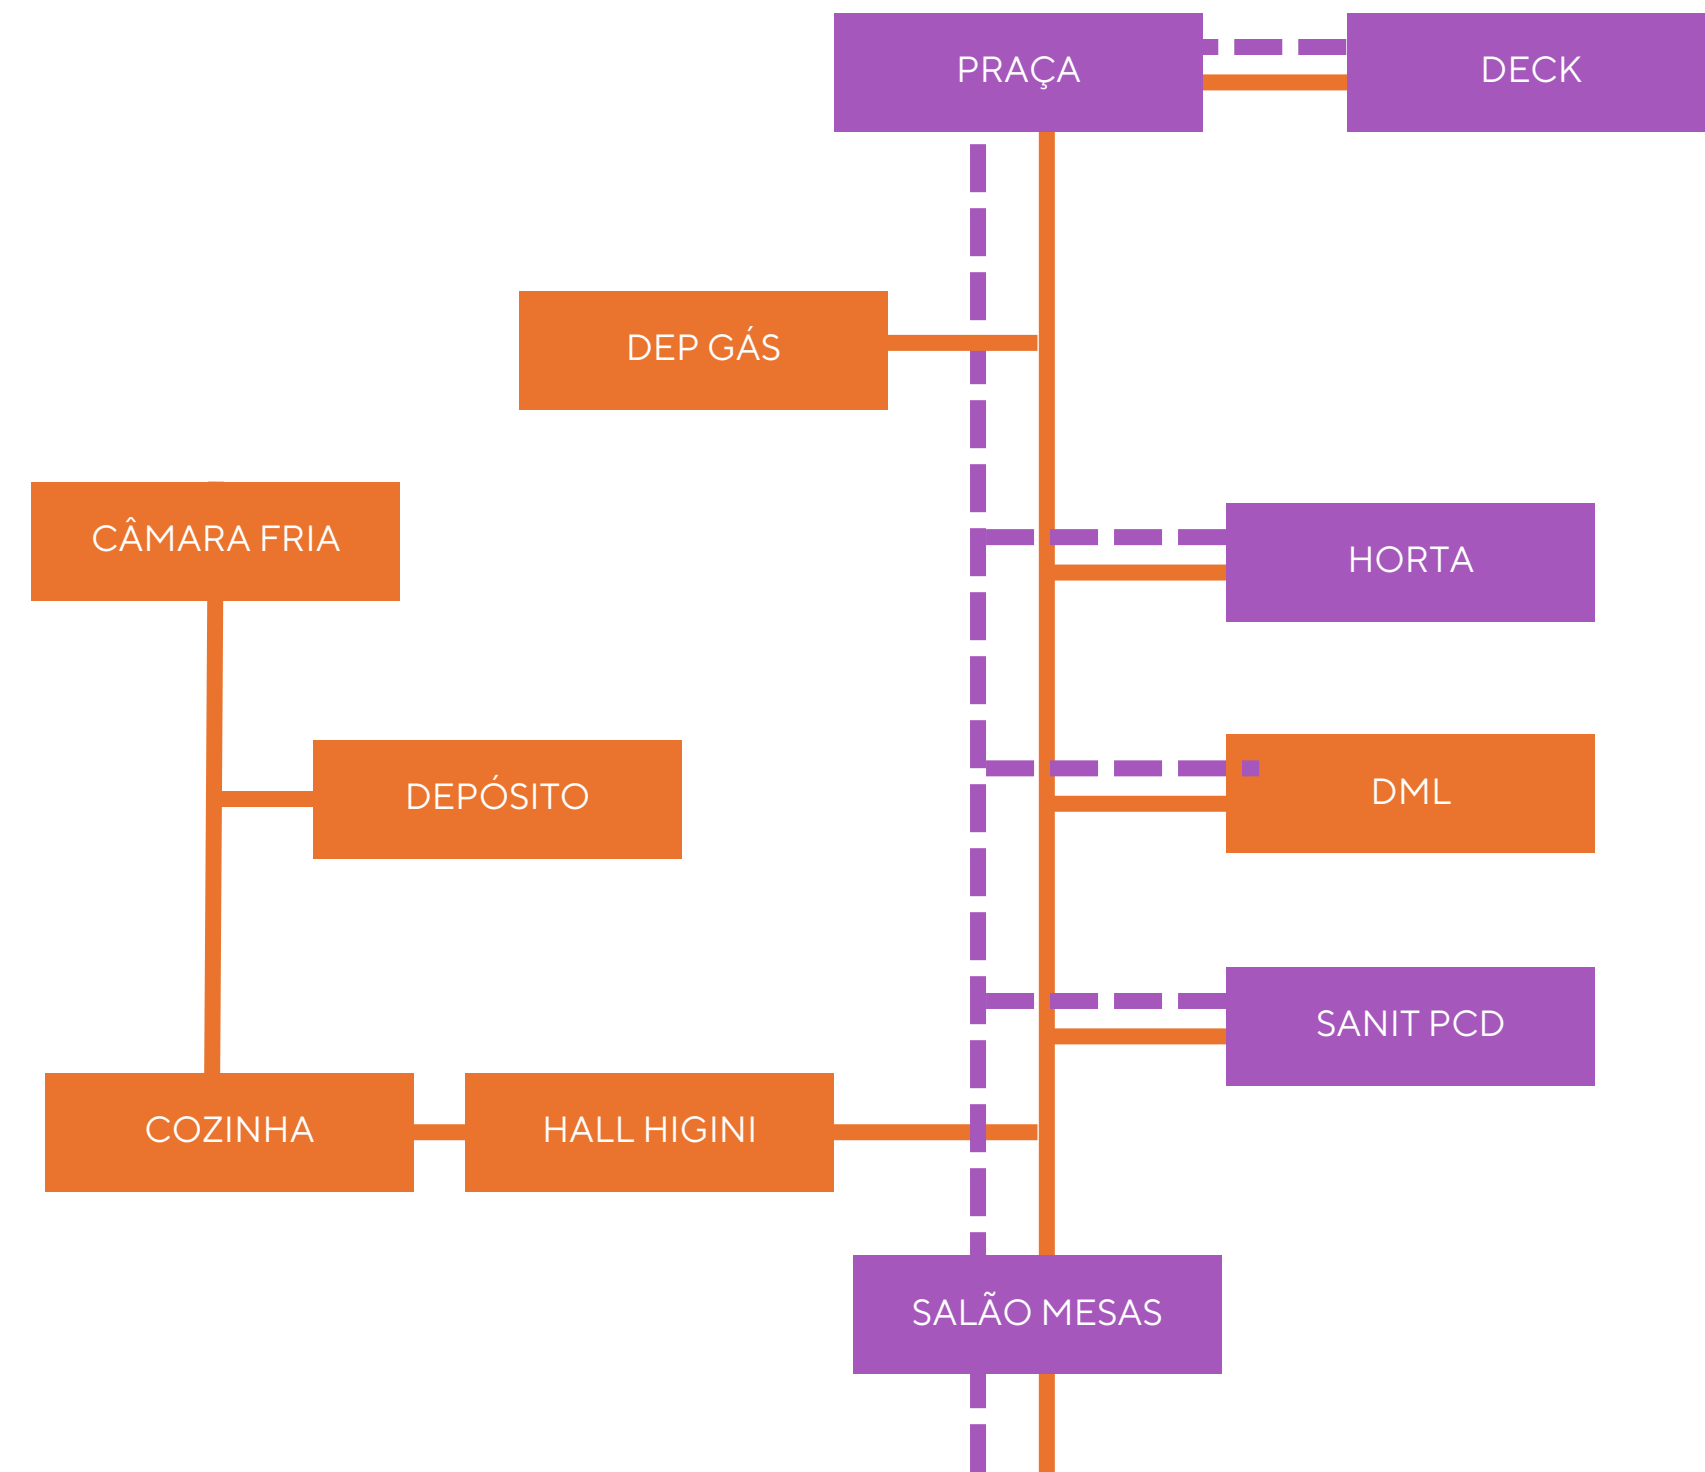 PRAÇA
DECK
DEP GÁS
CÂMARA FRIA
HORTA
DEPÓSITO
DML
SANIT PCD
COZINHA
HALL HIGINI
SALÃO MESAS